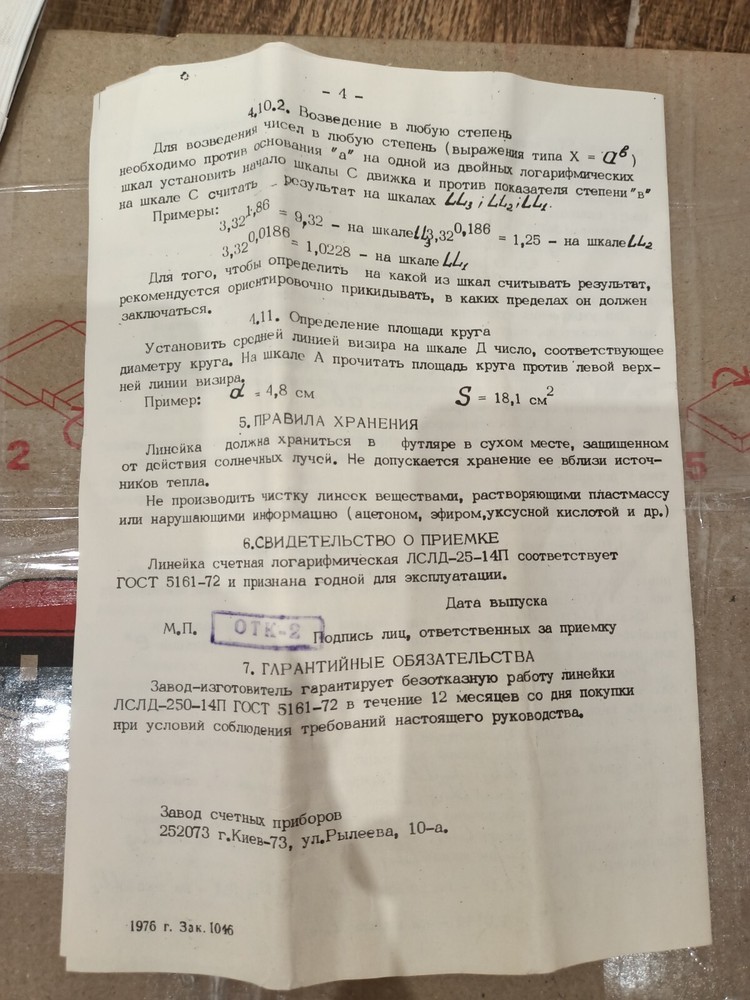 - 4 -
4.10.2. Возведение в любую степень
Для возведения чисел в любую степень (выражения типа X = aᵇ)
необходимо против основания "а" на одной из двойных логарифмических
шкал установить начало шкалы С движка и против показателя степени "в"
на шкале С считать результат на шкалах LL₃; LL₂; LL₁.
Примеры: 3,32^1,86 = 9,32 - на шкале LL₃ 3,32^0,186 = 1,25 - на шкале LL₂
3,32^0,0186 = 1,0228 - на шкале LL₁
Для того, чтобы определить на какой из шкал считывать результат,
рекомендуется ориентировочно прикидывать, в каких пределах он должен
заключаться.
4.11. Определение площади круга
Установить средней линией визира на шкале Д число, соответствующее
диаметру круга. На шкале А прочитать площадь круга против левой верх-
ней линии визира.
Пример: d = 4,8 см S = 18,1 см²
5. ПРАВИЛА ХРАНЕНИЯ
Линейка должна храниться в футляре в сухом месте, защищенном
от действия солнечных лучей. Не допускается хранение ее вблизи источ-
ников тепла.
Не производить чистку линеек веществами, растворяющими пластмассу
или нарушающими информацию (ацетоном, эфиром,уксусной кислотой и др.)
6.СВИДЕТЕЛЬСТВО О ПРИЕМКЕ
Линейка счетная логарифмическая ЛСЛД-25-14П соответствует
ГОСТ 5161-72 и признана годной для эксплуатации.
Дата выпуска
М.П. ОТК-2 Подпись лиц, ответственных за приемку
7. ГАРАНТИЙНЫЕ ОБЯЗАТЕЛЬСТВА
Завод-изготовитель гарантирует безотказную работу линейки
ЛСЛД-250-14П ГОСТ 5161-72 в течение 12 месяцев со дня покупки
при условий соблюдения требований настоящего руководства.
Завод счетных приборов
252073 г.Киев-73, ул.Рылеева, 10-а.
1976 г. Зак. 1046
2
5